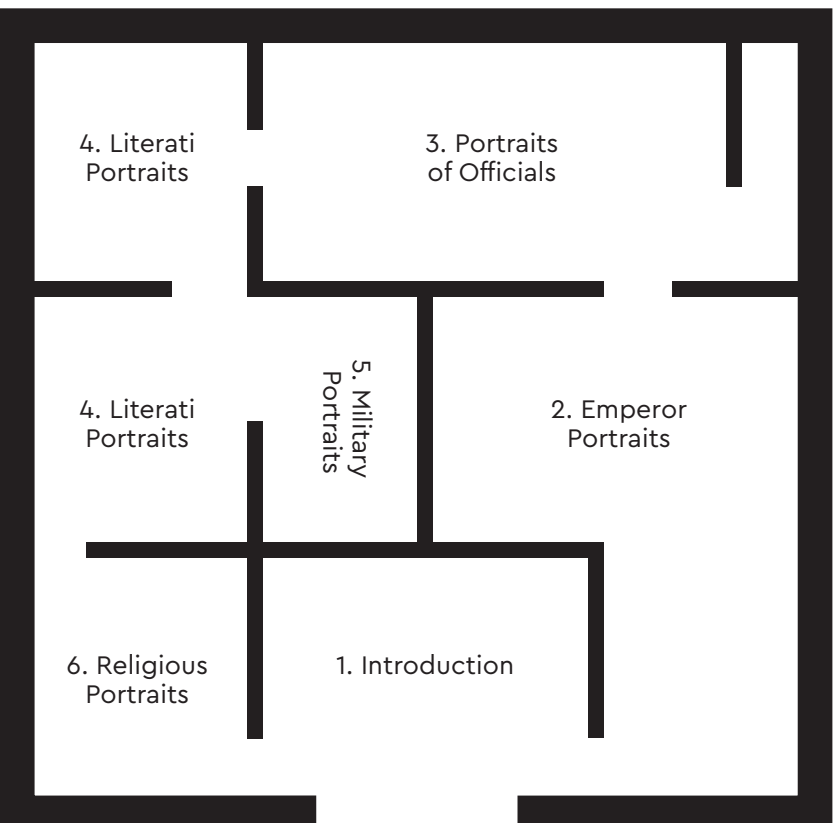 4. Literati
Portraits
3. Portraits
of Officials
4. Literati
Portraits
5. Military
Portraits
2. Emperor
Portraits
6. Religious
Portraits
1. Introduction